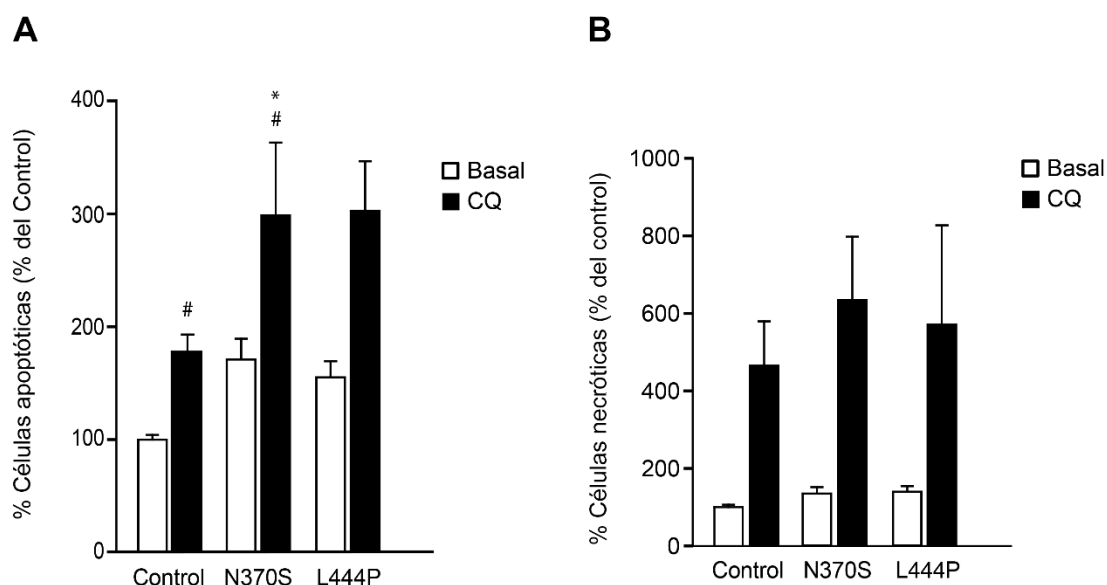 A
% Células apoptóticas (% del Control)
400
300
200
100
0
*
#
#
Basal
CQ
Control N370S L444P
B
% Células necróticas (% del control)
1000
800
600
400
200
0
Basal
CQ
Control N370S L444P